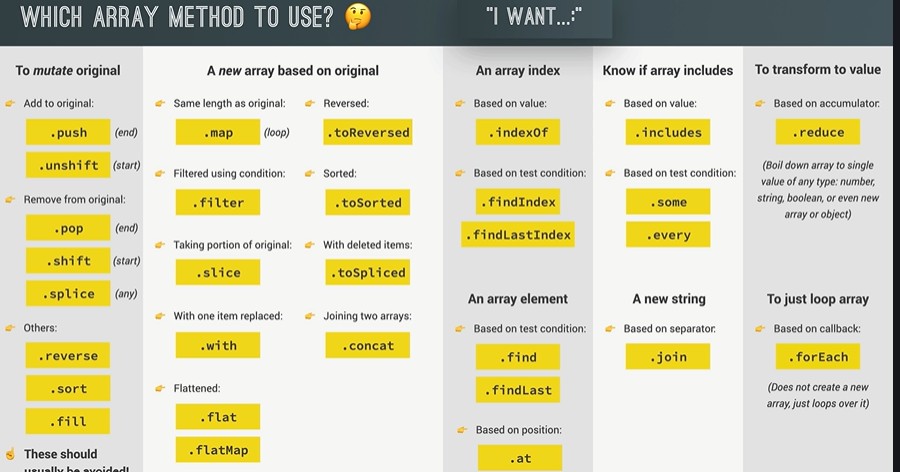 WHICH ARRAY METHOD TO USE? 🤔
"I WANT...:"
To mutate original
👉 Add to original:
.push (end)
.unshift (start)
👉 Remove from original:
.pop (end)
.shift (start)
.splice (any)
👉 Others:
.reverse
.sort
.fill
☝️ These should
usually be avoided!
A new array based on original
👉 Same length as original:
.map (loop)
👉 Filtered using condition:
.filter
👉 Taking portion of original:
.slice
👉 With one item replaced:
.with
👉 Flattened:
.flat
.flatMap
👉 Reversed:
.toReversed
👉 Sorted:
.toSorted
👉 With deleted items:
.toSpliced
👉 Joining two arrays:
.concat
An array index
👉 Based on value:
.indexOf
👉 Based on test condition:
.findIndex
.findLastIndex
An array element
👉 Based on test condition:
.find
.findLast
👉 Based on position:
.at
Know if array includes
👉 Based on value:
.includes
👉 Based on test condition:
.some
.every
A new string
👉 Based on separator:
.join
To transform to value
👉 Based on accumulator:
.reduce
(Boil down array to single
value of any type: number,
string, boolean, or even new
array or object)
To just loop array
👉 Based on callback:
.forEach
(Does not create a new
array, just loops over it)